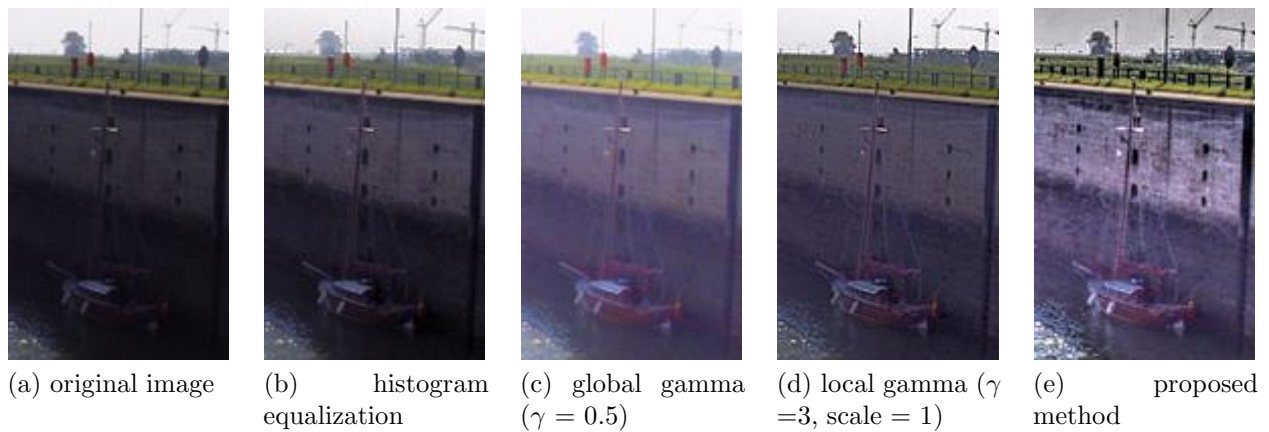 (a) original image
(b) histogram
equalization
(c) global gamma
(γ = 0.5)
(d) local gamma (γ
=3, scale = 1)
(e) proposed
method